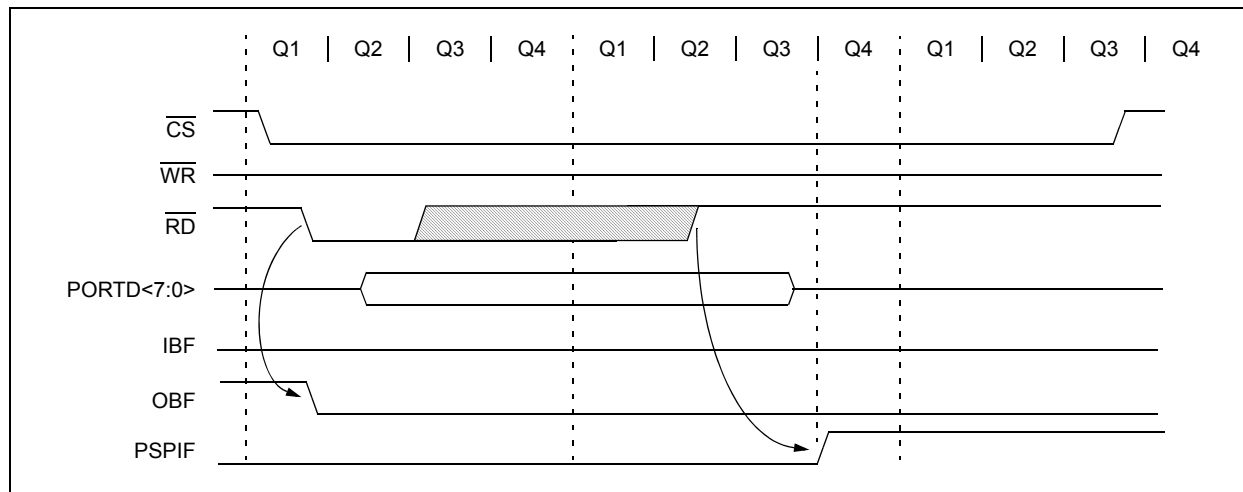 Q1 | Q2 | Q3 | Q4 | Q1 | Q2 | Q3 | Q4 | Q1 | Q2 | Q3 | Q4
CS
WR
RD
PORTD<7:0>
IBF
OBF
PSPIF